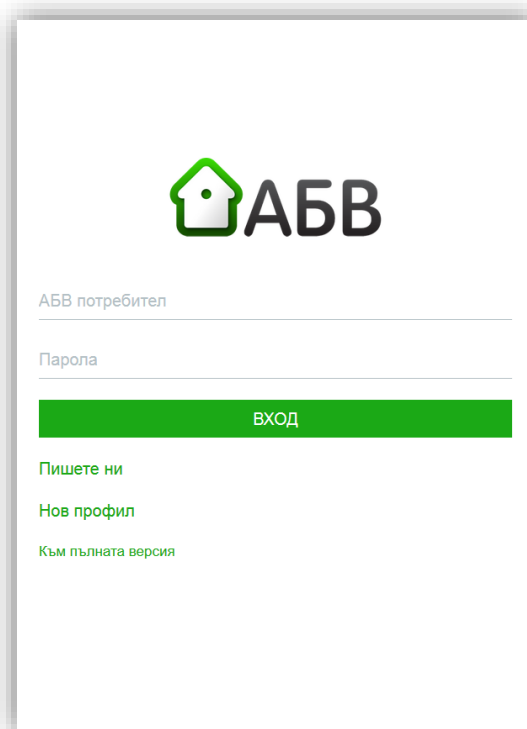 АБВ
АБВ потребител
Парола
ВХОД
Пишете ни
Нов профил
Към пълната версия